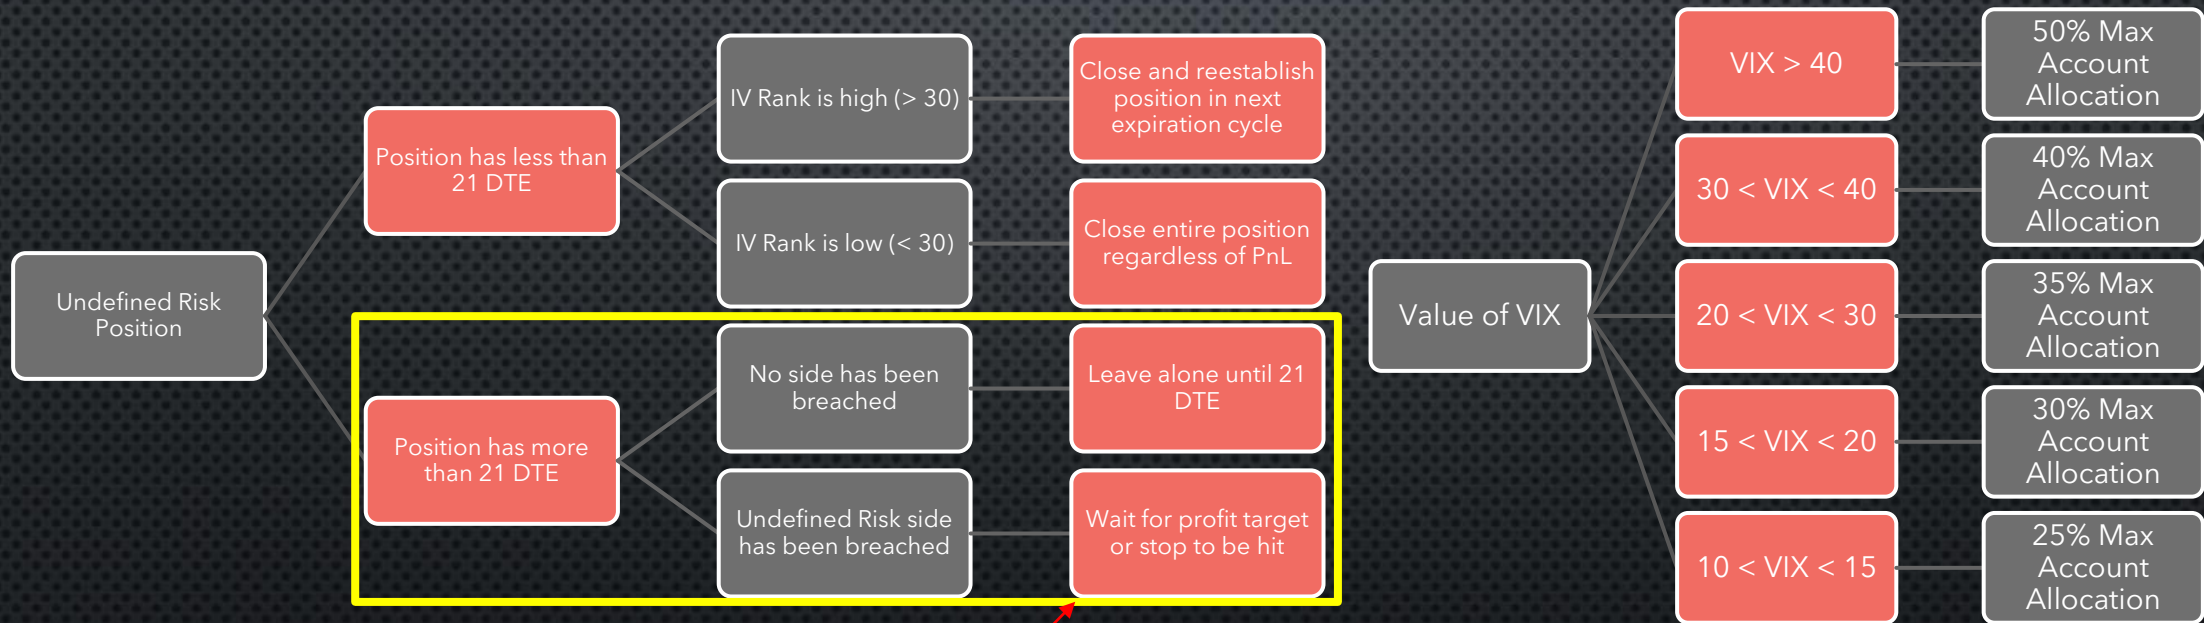 Undefined Risk
Position
Position has less than
21 DTE
IV Rank is high (> 30)
Close and reestablish
position in next
expiration cycle
IV Rank is low (< 30)
Close entire position
regardless of PnL
Position has more
than 21 DTE
No side has been
breached
Leave alone until 21
DTE
Undefined Risk side
has been breached
Wait for profit target
or stop to be hit
Value of VIX
VIX > 40
50% Max
Account
Allocation
30 < VIX < 40
40% Max
Account
Allocation
20 < VIX < 30
35% Max
Account
Allocation
15 < VIX < 20
30% Max
Account
Allocation
10 < VIX < 15
25% Max
Account
Allocation